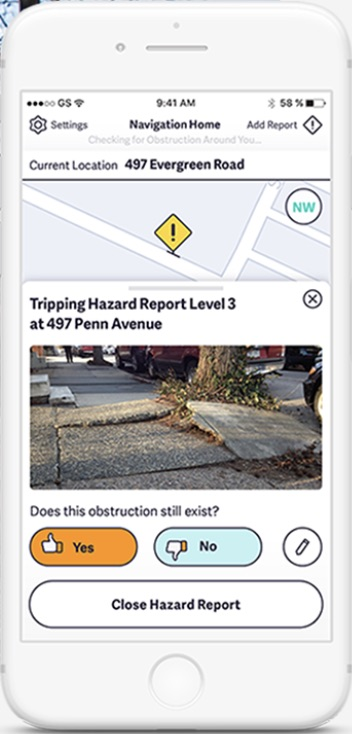 GS 9:41 AM 58 %
Settings Navigation Home Add Report
Checking for Obstruction Around You...
Current Location 497 Evergreen Road
NW
Tripping Hazard Report Level 3
at 497 Penn Avenue
Does this obstruction still exist?
Yes No
Close Hazard Report